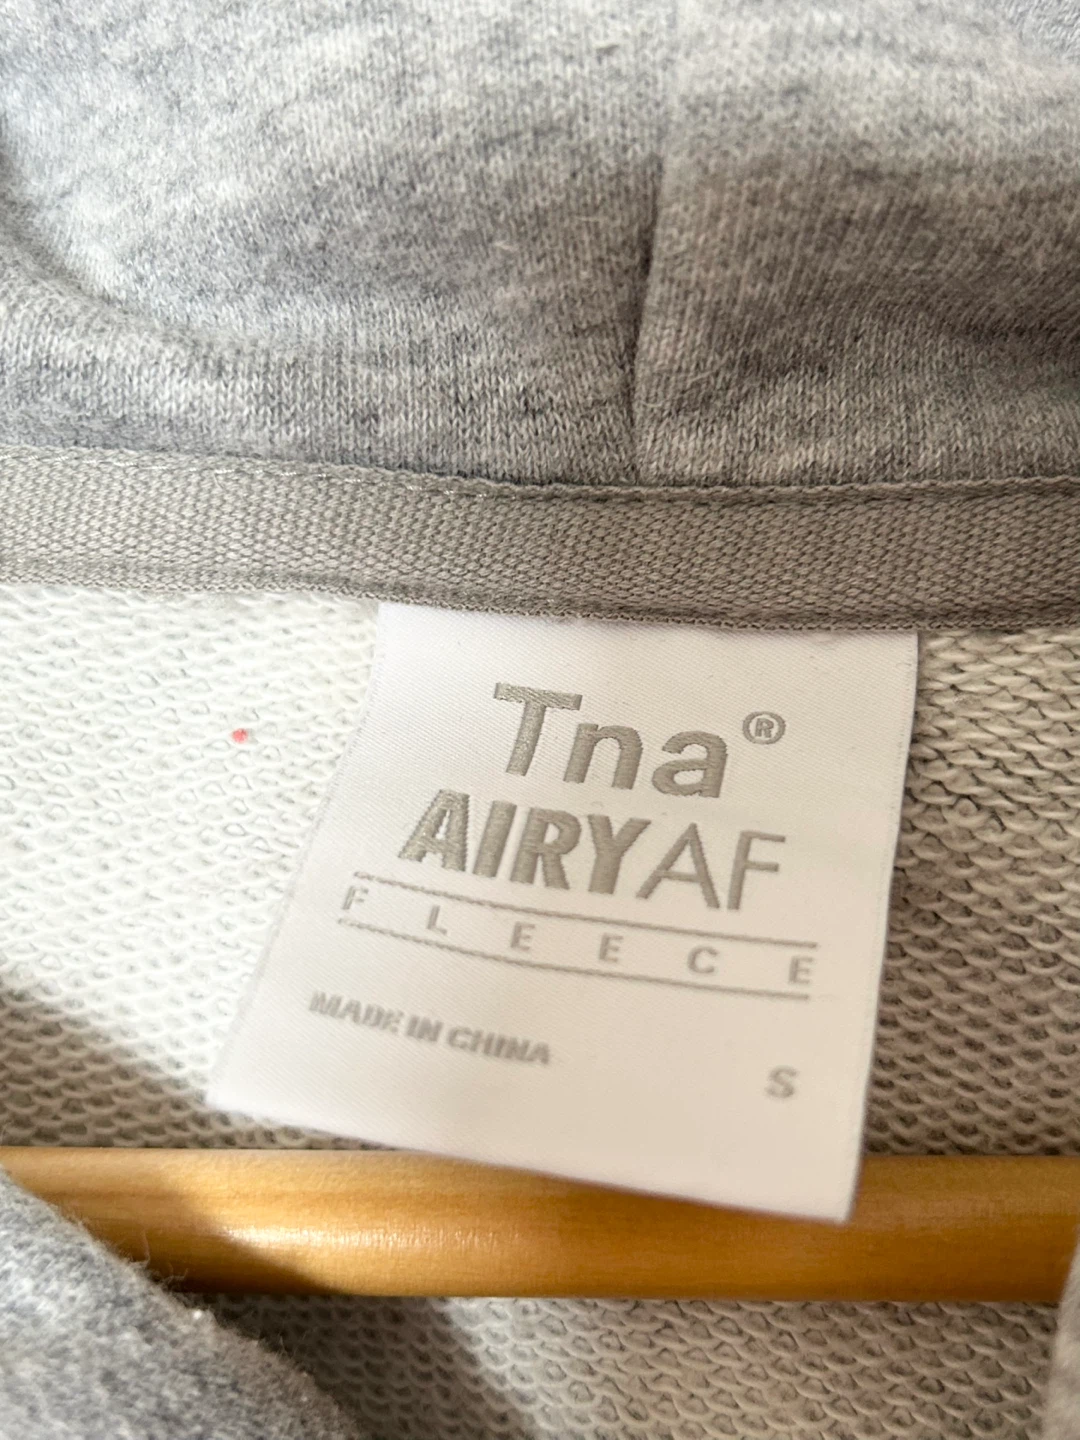 Tna®
AIRYAF
FLEECE
MADE IN CHINA
S